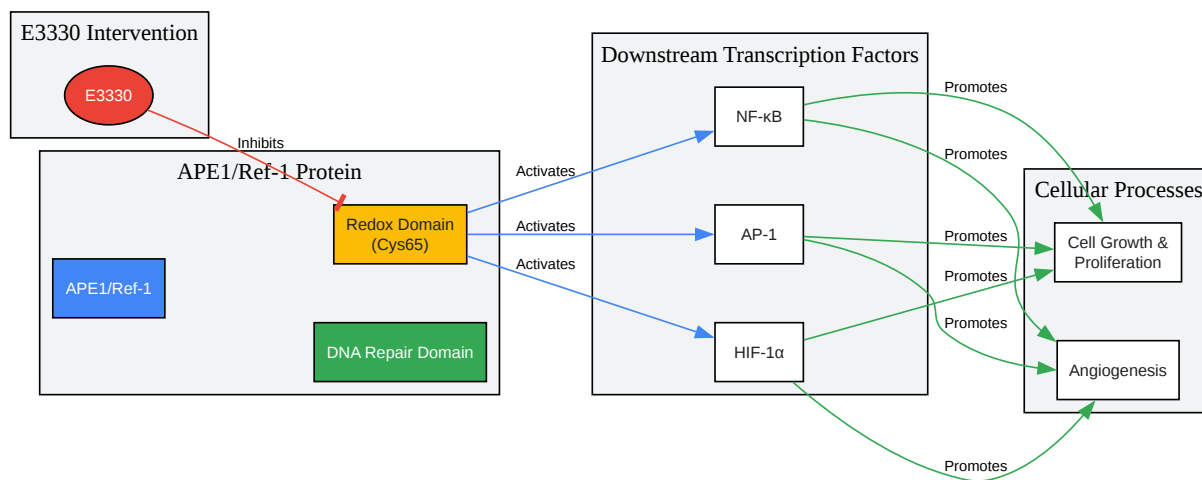 E3330 Intervention
E3330
Inhibits
APE1/Ref-1 Protein
Redox Domain
(Cys65)
APE1/Ref-1
DNA Repair Domain
Activates
Activates
Activates
Downstream Transcription Factors
NF-κB
AP-1
HIF-1α
Promotes
Promotes
Promotes
Promotes
Promotes
Promotes
Cellular Processes
Cell Growth &
Proliferation
Angiogenesis